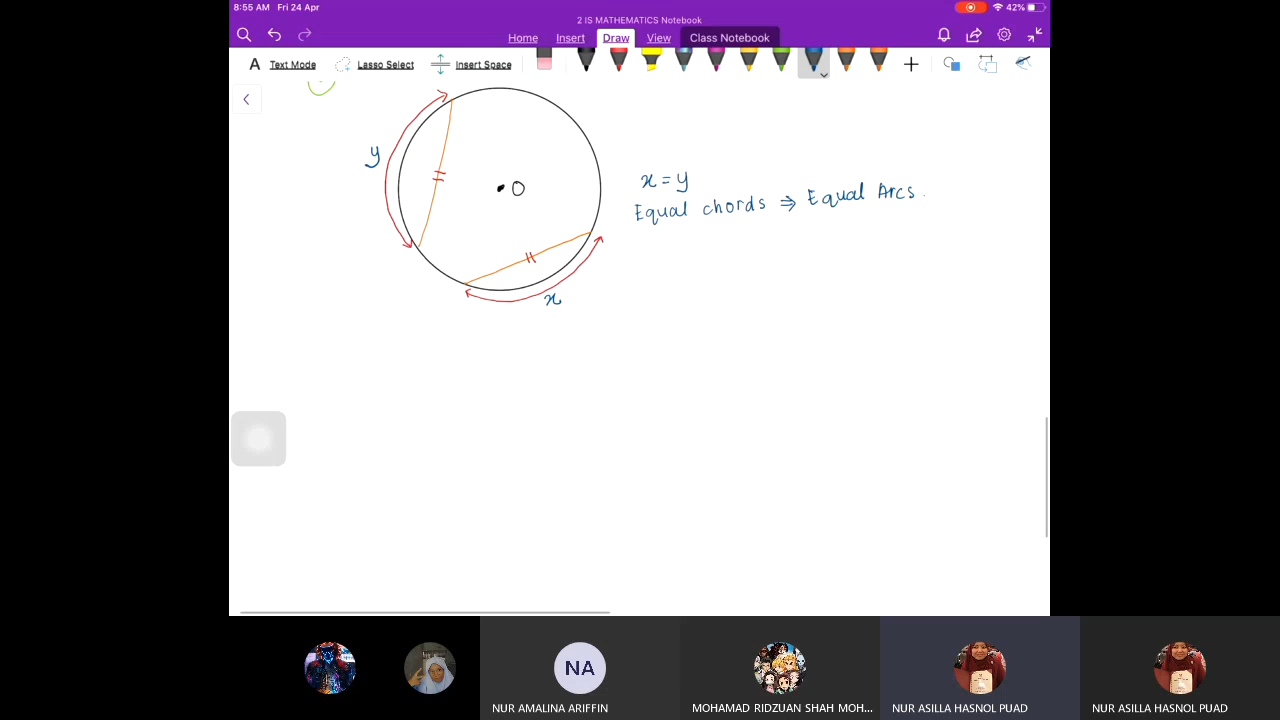 8:55 AM Fri 24 Apr
42%
2 IS MATHEMATICS Notebook
Home Insert Draw View Class Notebook
A Text Mode Lasso Select Insert Space
y
O
x
x = y
Equal chords ⇒ Equal Arcs.
NA
NUR AMALINA ARIFFIN
MOHAMAD RIDZUAN SHAH MOH...
NUR ASILLA HASNOL PUAD
NUR ASILLA HASNOL PUAD